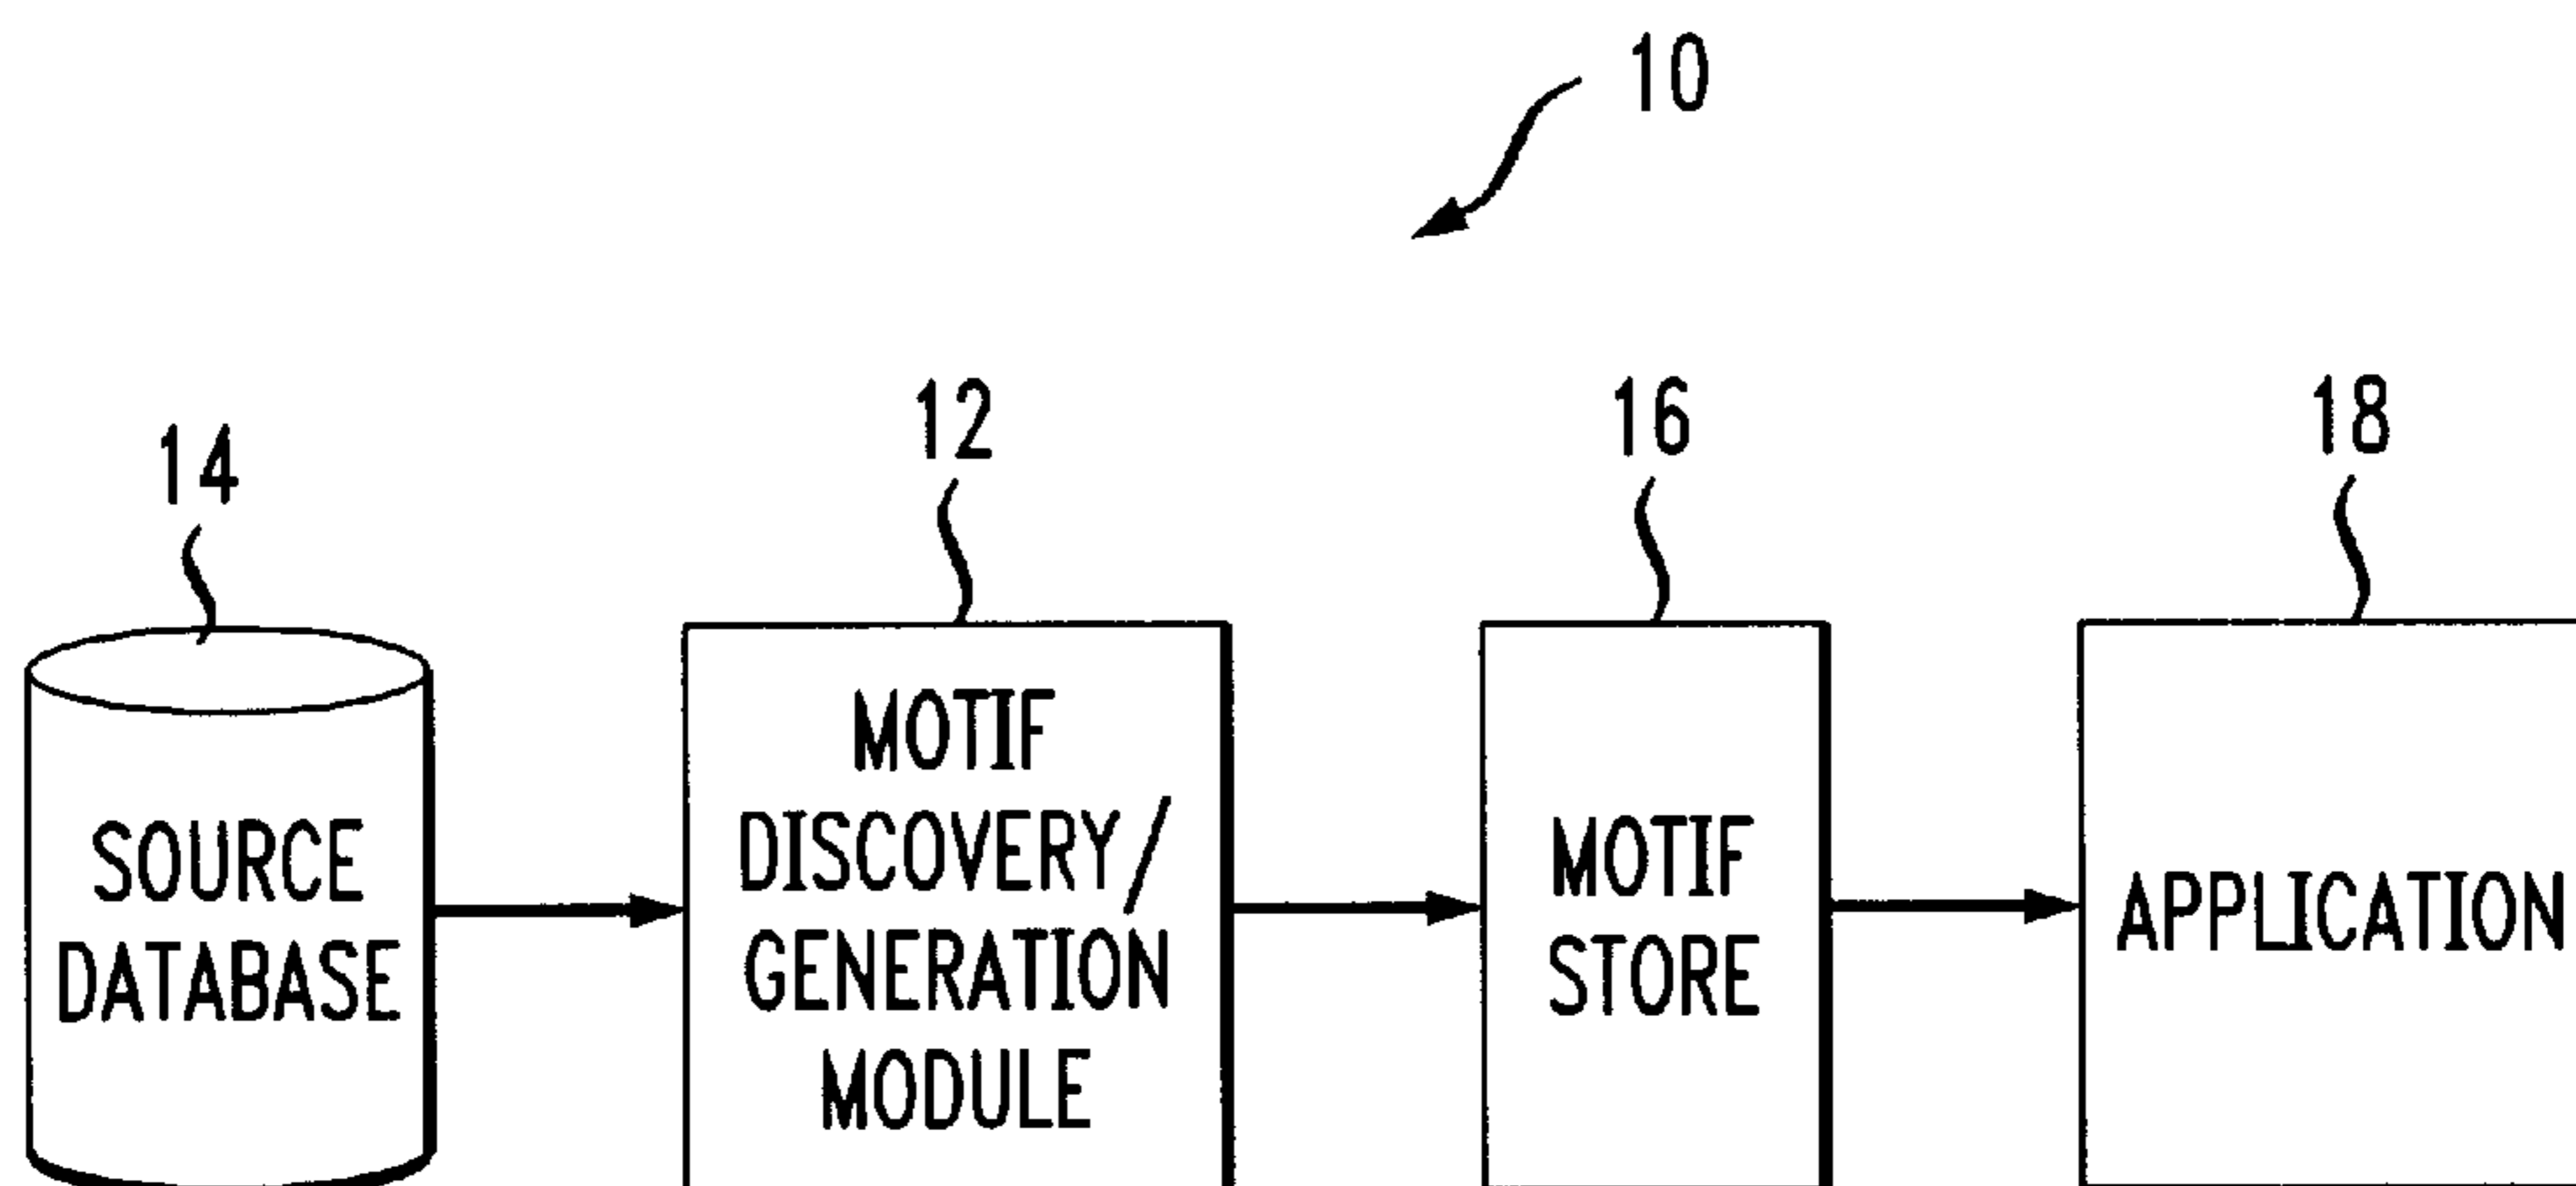 10
14
12
16
18
SOURCE
DATABASE
MOTIF
DISCOVERY/
GENERATION
MODULE
MOTIF
STORE
APPLICATION